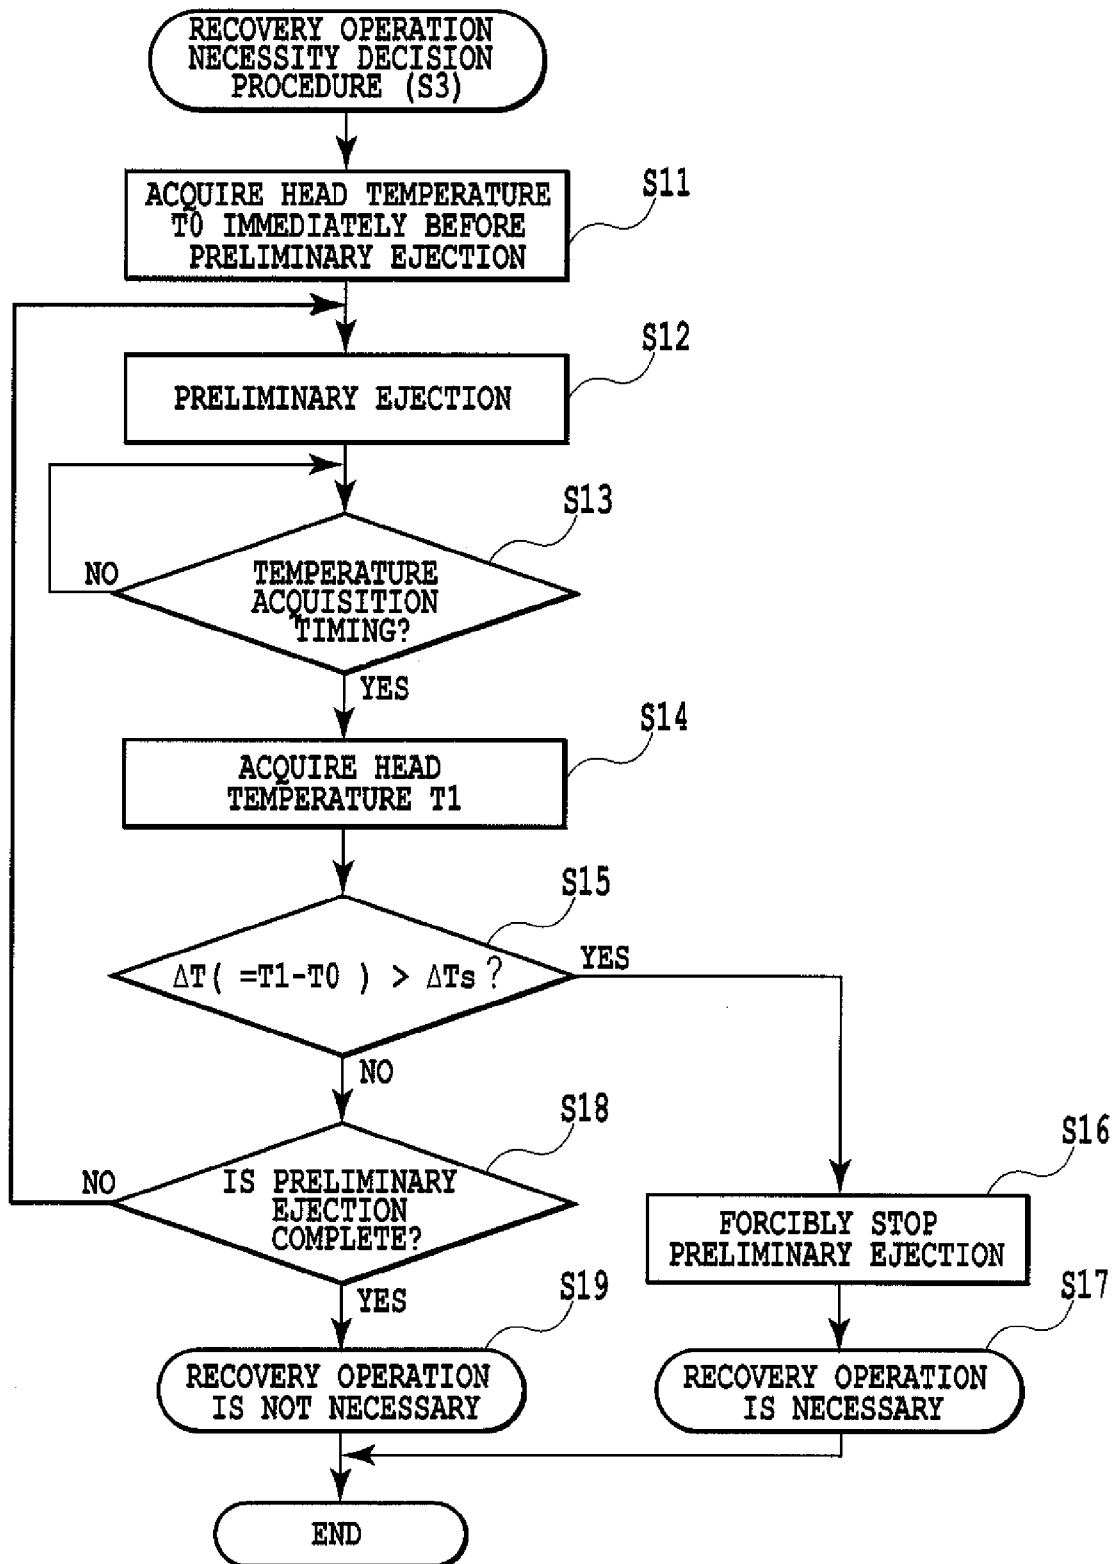 RECOVERY OPERATION
NECESSITY DECISION
PROCEDURE (S3)
S11
ACQUIRE HEAD TEMPERATURE
T0 IMMEDIATELY BEFORE
PRELIMINARY EJECTION
S12
PRELIMINARY EJECTION
S13
NO
TEMPERATURE
ACQUISITION
TIMING?
YES
S14
ACQUIRE HEAD
TEMPERATURE T1
S15
ΔT( =T1-T0 ) > ΔTs ?
YES
NO
S18
S16
NO
IS PRELIMINARY
EJECTION
COMPLETE?
FORCIBLY STOP
PRELIMINARY EJECTION
YES
S19
S17
RECOVERY OPERATION
IS NOT NECESSARY
RECOVERY OPERATION
IS NECESSARY
END